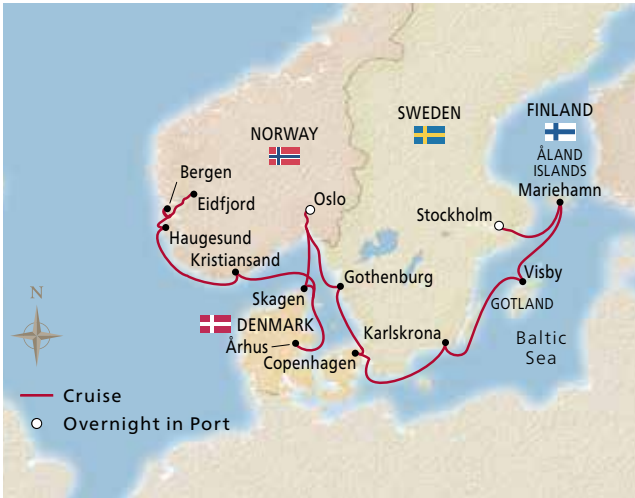 FINLAND
SWEDEN
NORWAY
ÅLAND
ISLANDS
Mariehamn
Bergen
Eidfjord
Oslo
Stockholm
Haugesund
Kristiansand
Gothenburg
Visby
Skagen
GOTLAND
N
DENMARK
Århus
Karlskrona
Copenhagen
Baltic
Sea
Cruise
Overnight in Port